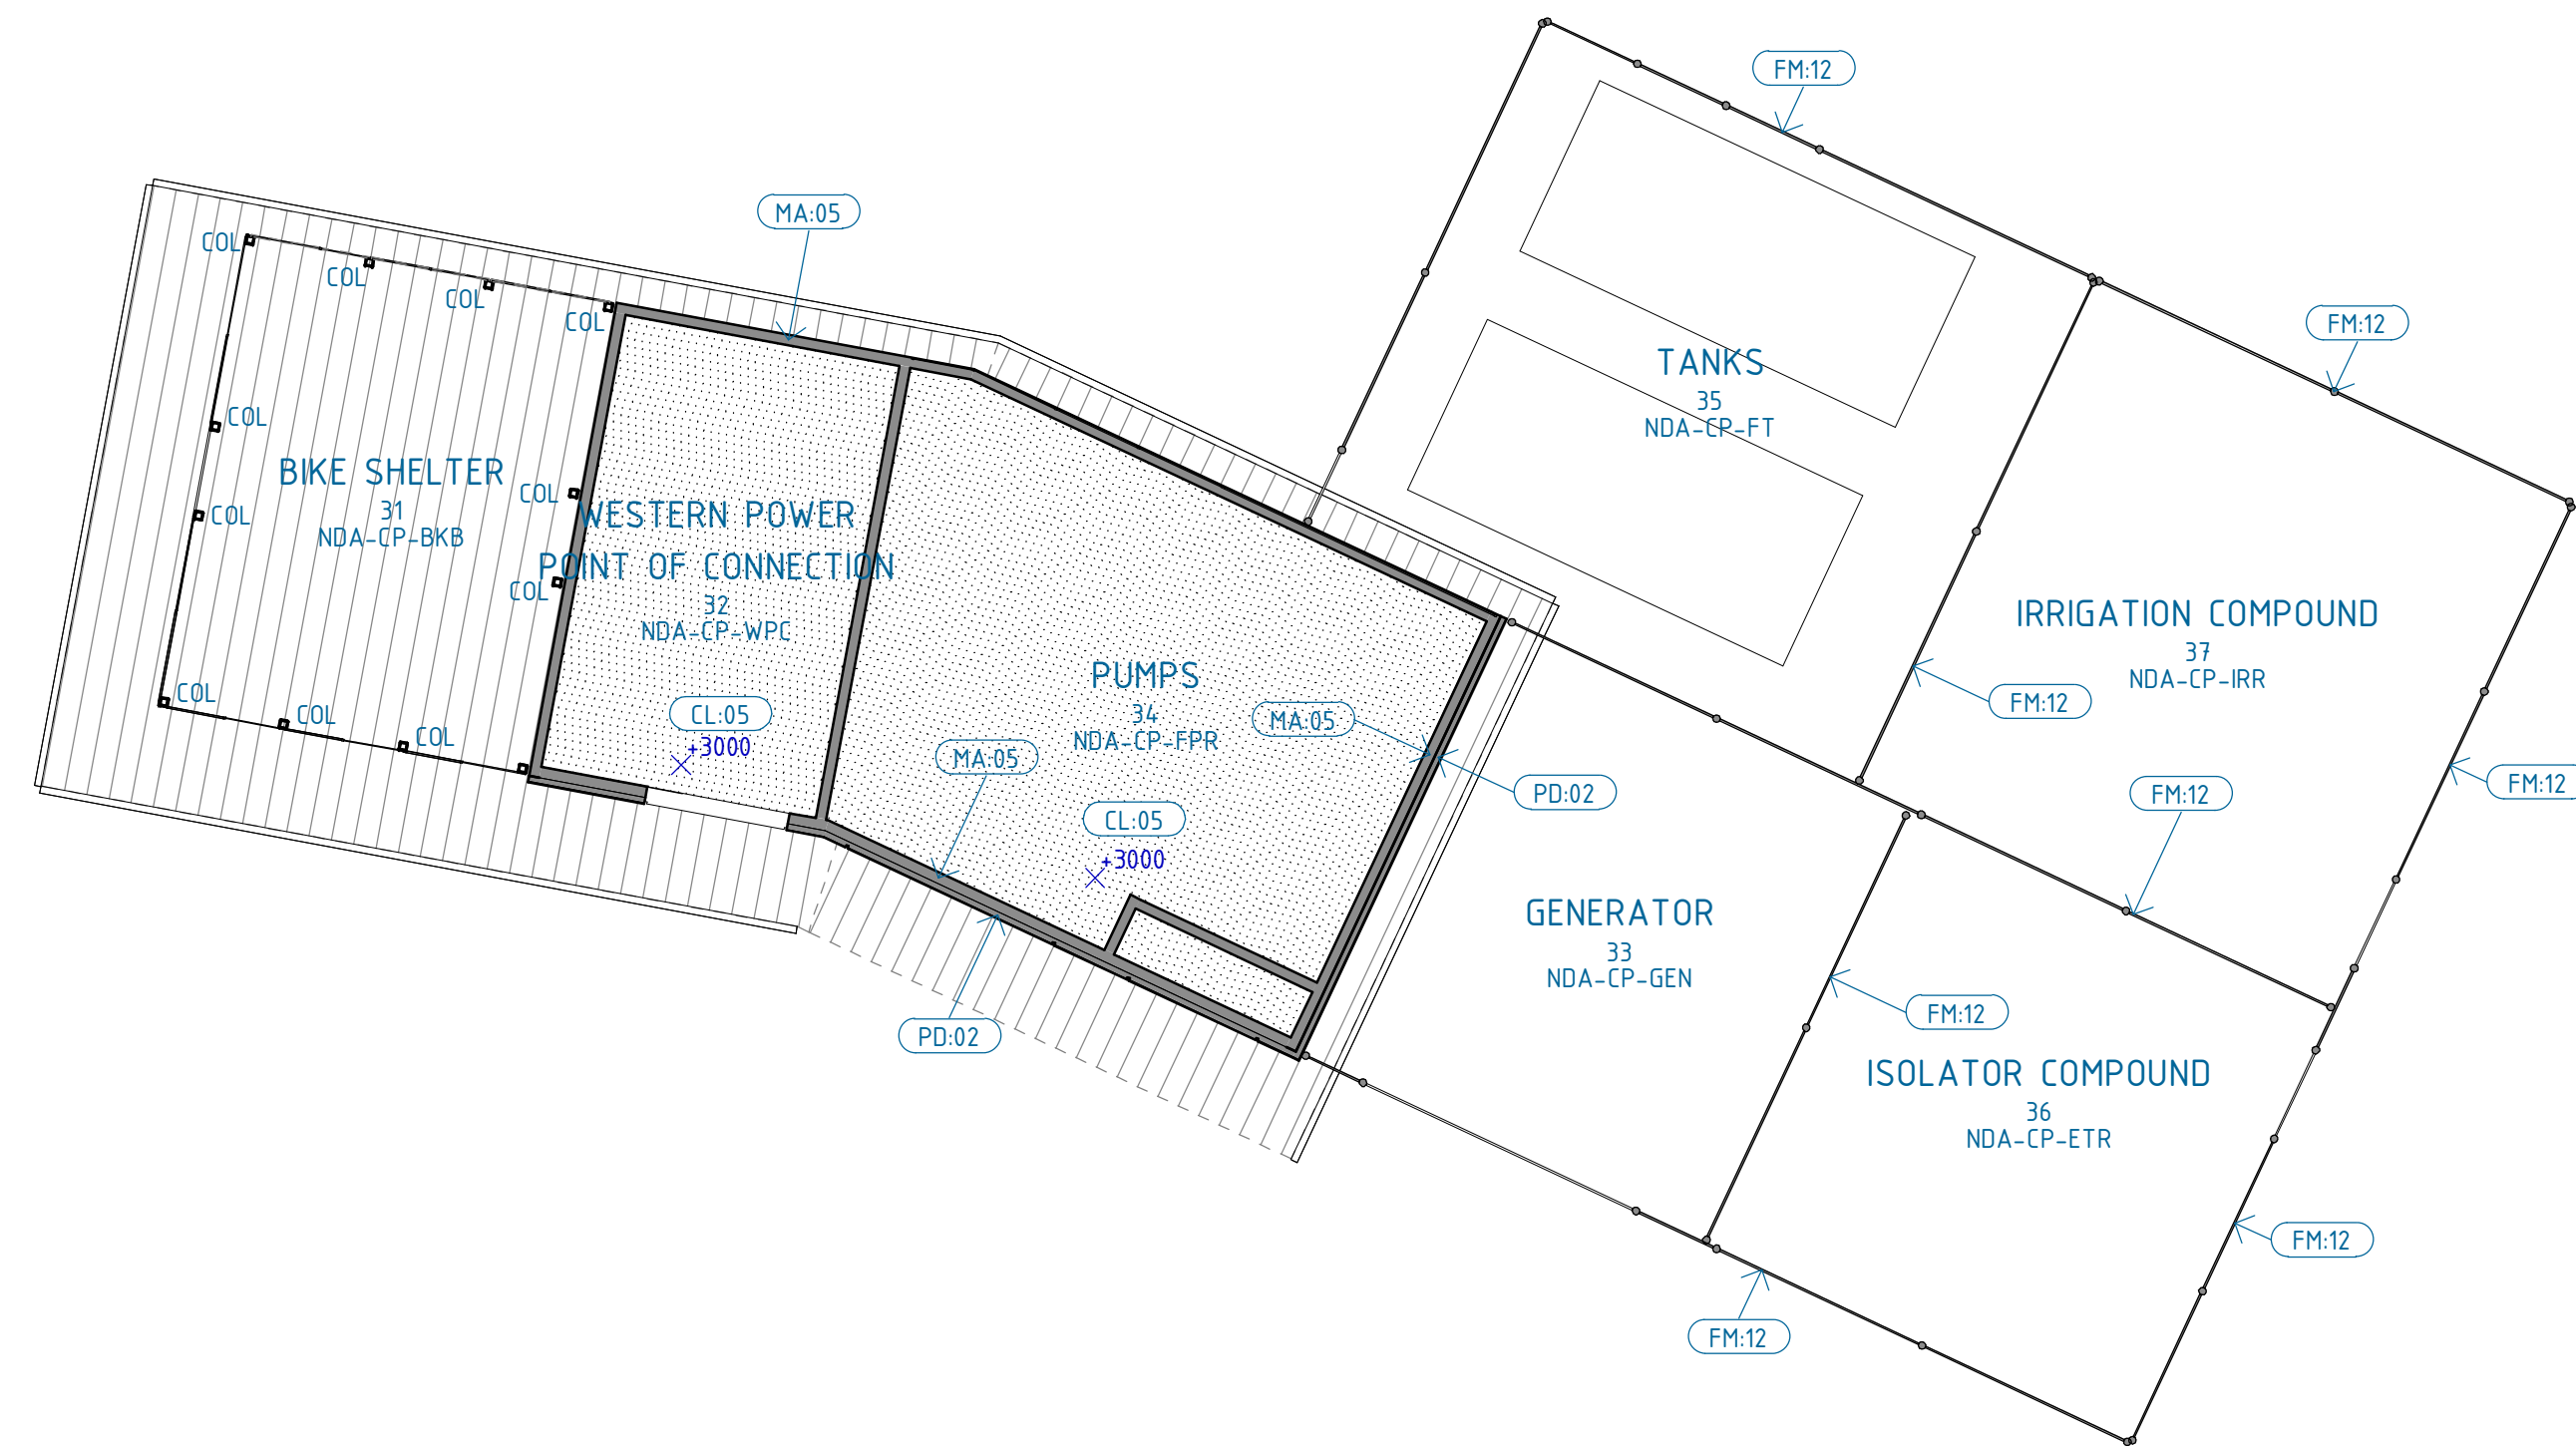 FM:12
MA:05
COL
COL
COL
COL
FM:12
TANKS
35
NDA-CP-FT
COL
BIKE SHELTER
31
NDA-CP-BKB
COL
COL
WESTERN POWER
POINT OF CONNECTION
32
NDA-CP-WPC
COL
IRRIGATION COMPOUND
37
NDA-CP-IRR
FM:12
PUMPS
34
NDA-CP-FPR
MA:05
COL
COL
COL
CL:05
+3000
MA:05
PD:02
FM:12
FM:12
CL:05
+3000
GENERATOR
33
NDA-CP-GEN
FM:12
PD:02
ISOLATOR COMPOUND
36
NDA-CP-ETR
FM:12
FM:12